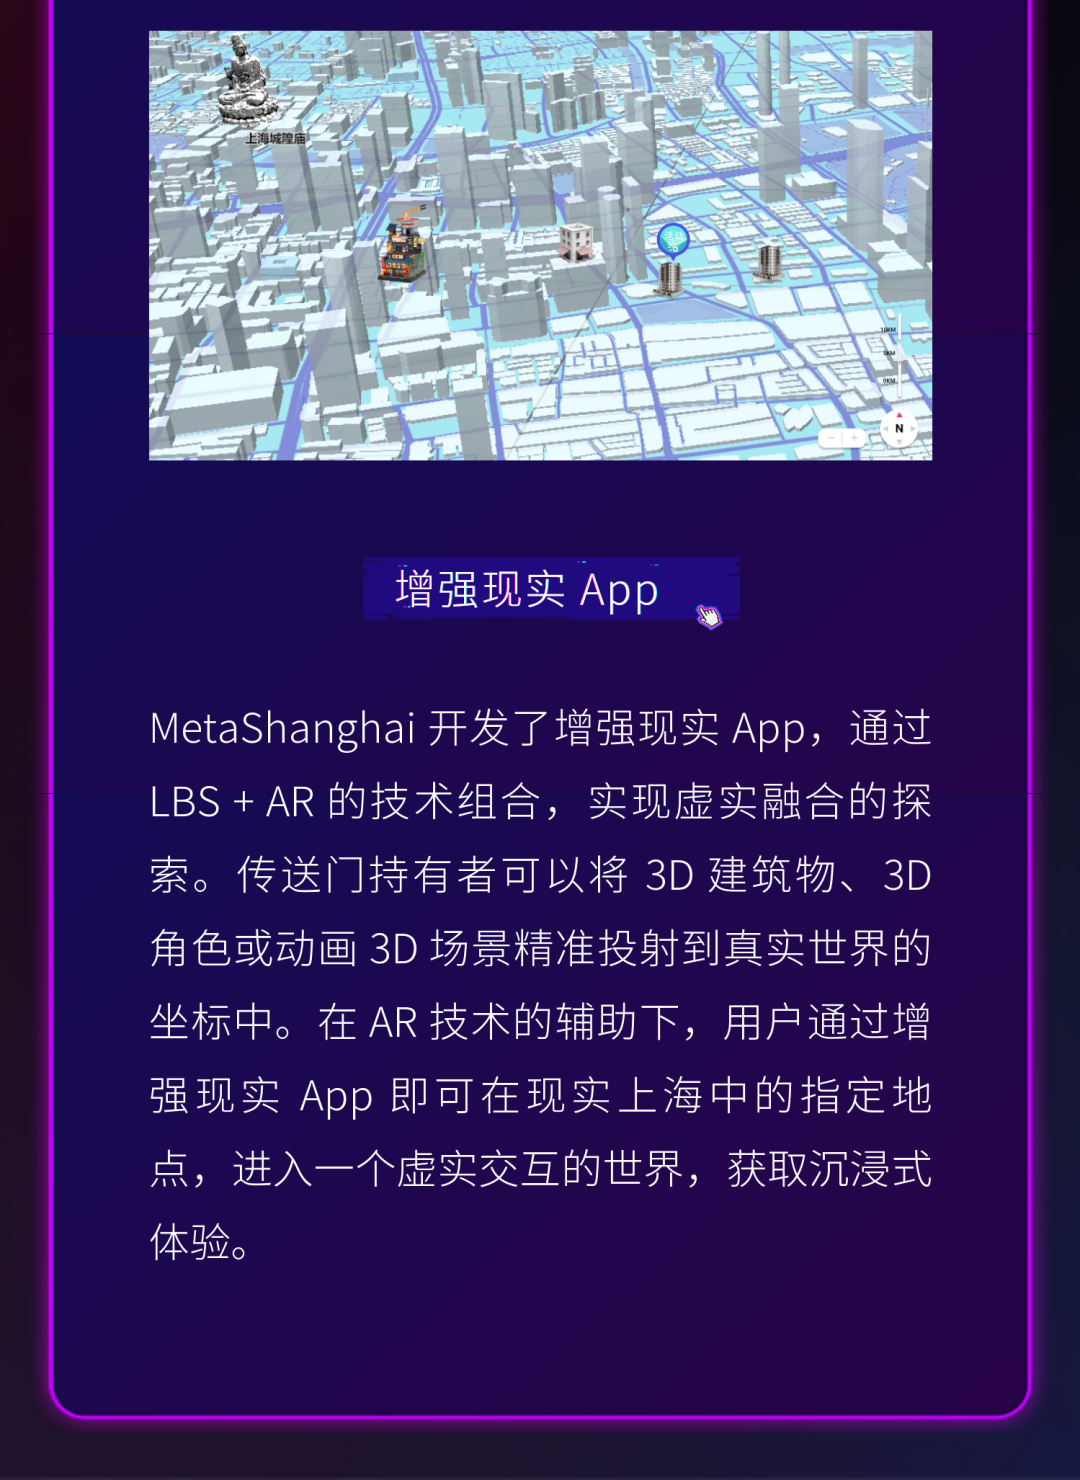 上海城隍庙
活动
10KM
5KM
0KM
N
增强现实 App
MetaShanghai 开发了增强现实 App，通过
LBS + AR 的技术组合，实现虚实融合的探
索。传送门持有者可以将 3D 建筑物、3D
角色或动画 3D 场景精准投射到真实世界的
坐标中。在 AR 技术的辅助下，用户通过增
强现实 App 即可在现实上海中的指定地
点，进入一个虚实交互的世界，获取沉浸式
体验。